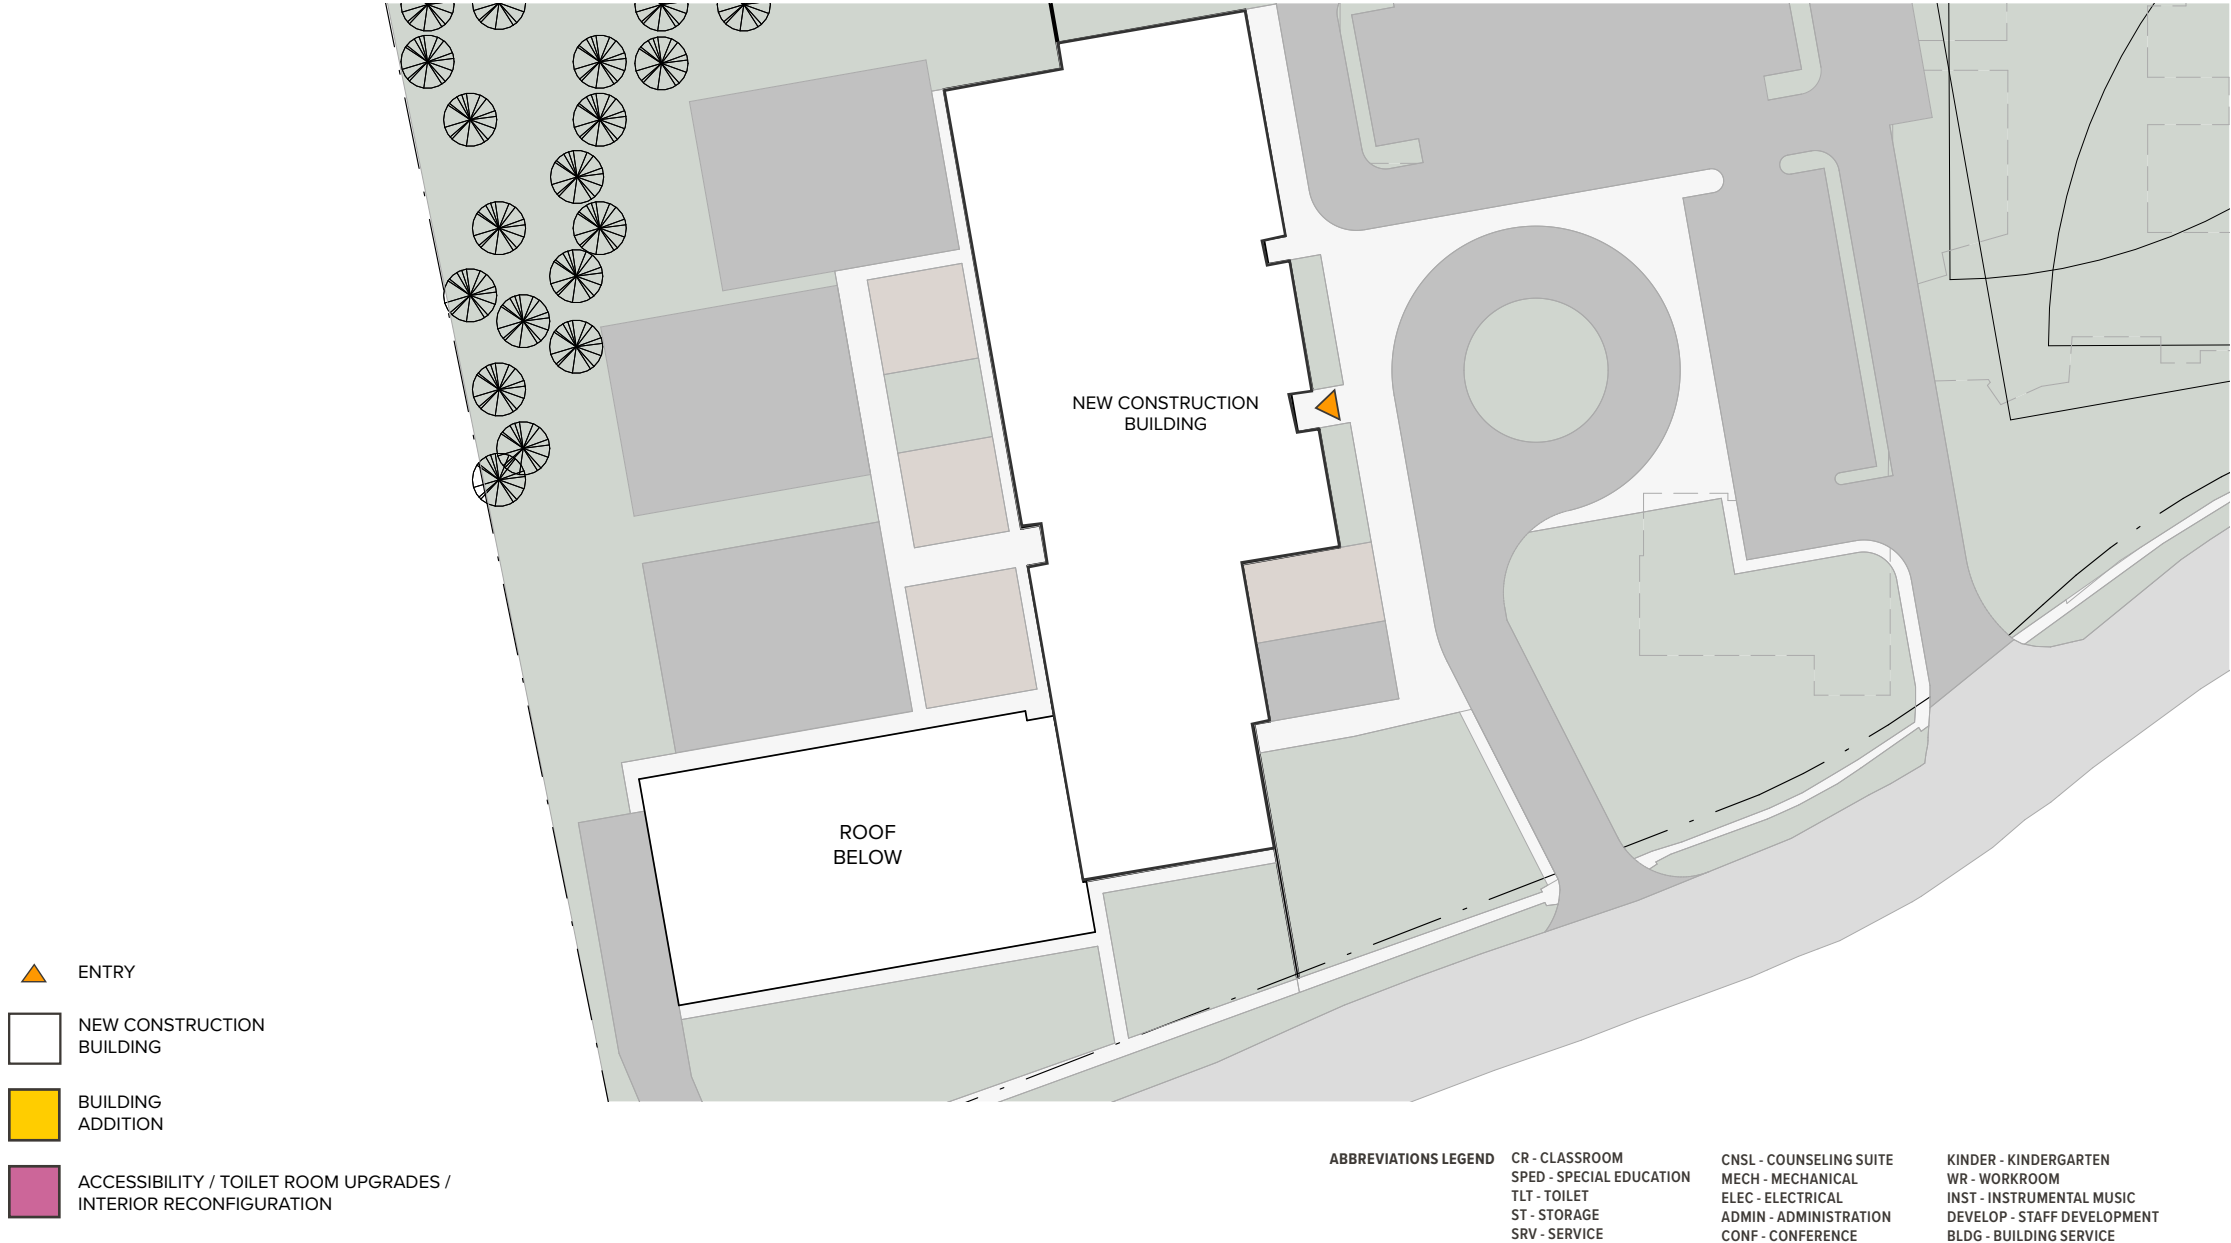 NEW CONSTRUCTION
BUILDING
ROOF
BELOW
ENTRY
NEW CONSTRUCTION
BUILDING
BUILDING
ADDITION
ACCESSIBILITY / TOILET ROOM UPGRADES /
INTERIOR RECONFIGURATION
ABBREVIATIONS LEGEND
CR - CLASSROOM
SPED - SPECIAL EDUCATION
TLT - TOILET
ST - STORAGE
SRV - SERVICE
CNSL - COUNSELING SUITE
MECH - MECHANICAL
ELEC - ELECTRICAL
ADMIN - ADMINISTRATION
CONF - CONFERENCE
KINDER - KINDERGARTEN
WR - WORKROOM
INST - INSTRUMENTAL MUSIC
DEVELOP - STAFF DEVELOPMENT
BLDG - BUILDING SERVICE